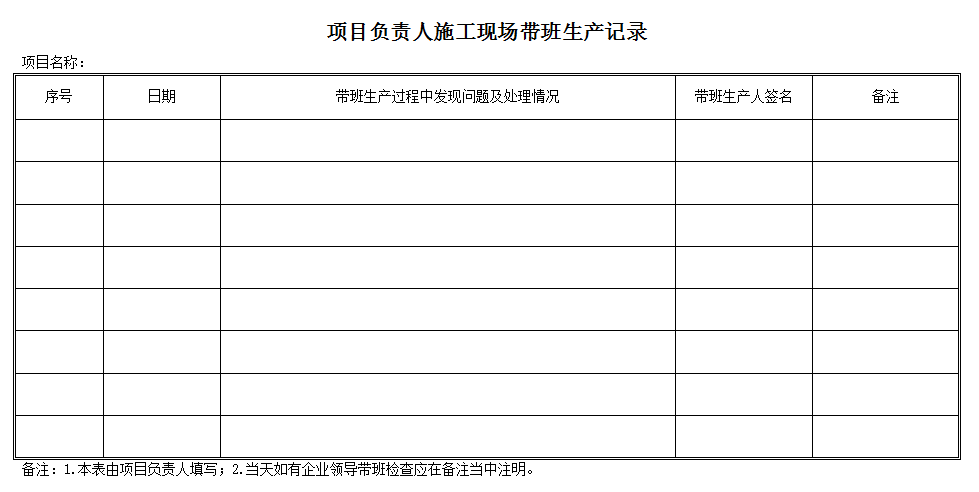 项目负责人施工现场带班生产记录
项目名称：
序号 日期 带班生产过程中发现问题及处理情况 带班生产人签名 备注
备注：1.本表由项目负责人填写；2.当天如有企业领导带班检查应在备注当中注明。